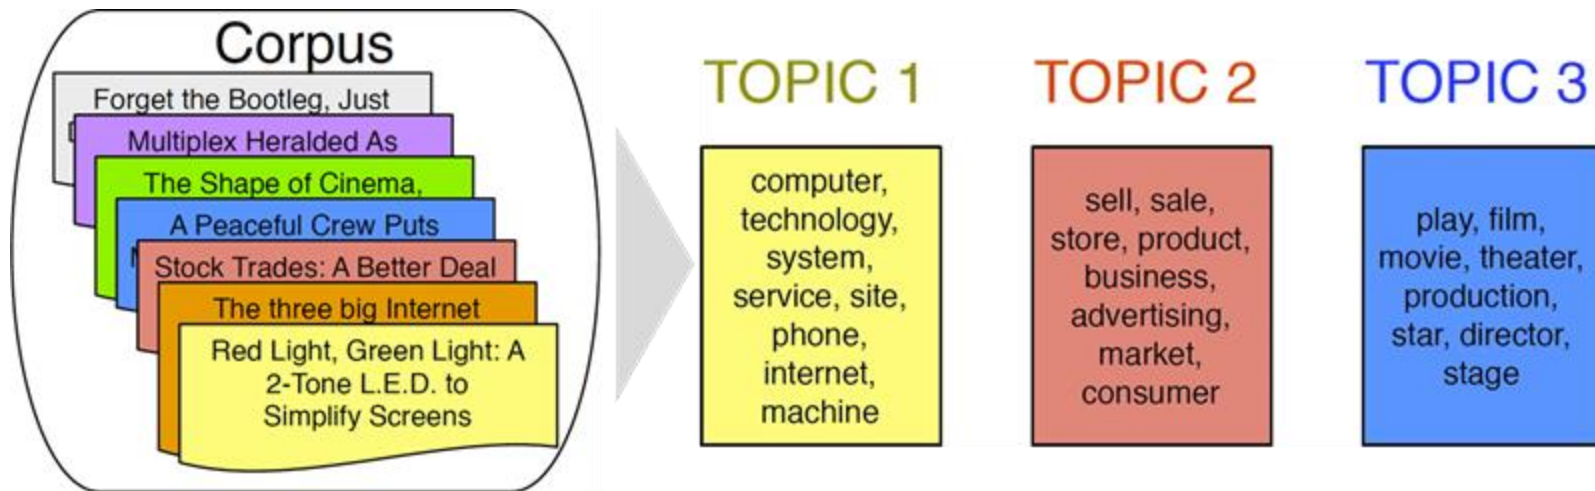 Corpus
Forget the Bootleg, Just
Multiplex Heralded As
The Shape of Cinema,
A Peaceful Crew Puts
Stock Trades: A Better Deal
The three big Internet
Red Light, Green Light: A
2-Tone L.E.D. to
Simplify Screens
TOPIC 1
computer,
technology,
system,
service, site,
phone,
internet,
machine
TOPIC 2
sell, sale,
store, product,
business,
advertising,
market,
consumer
TOPIC 3
play, film,
movie, theater,
production,
star, director,
stage